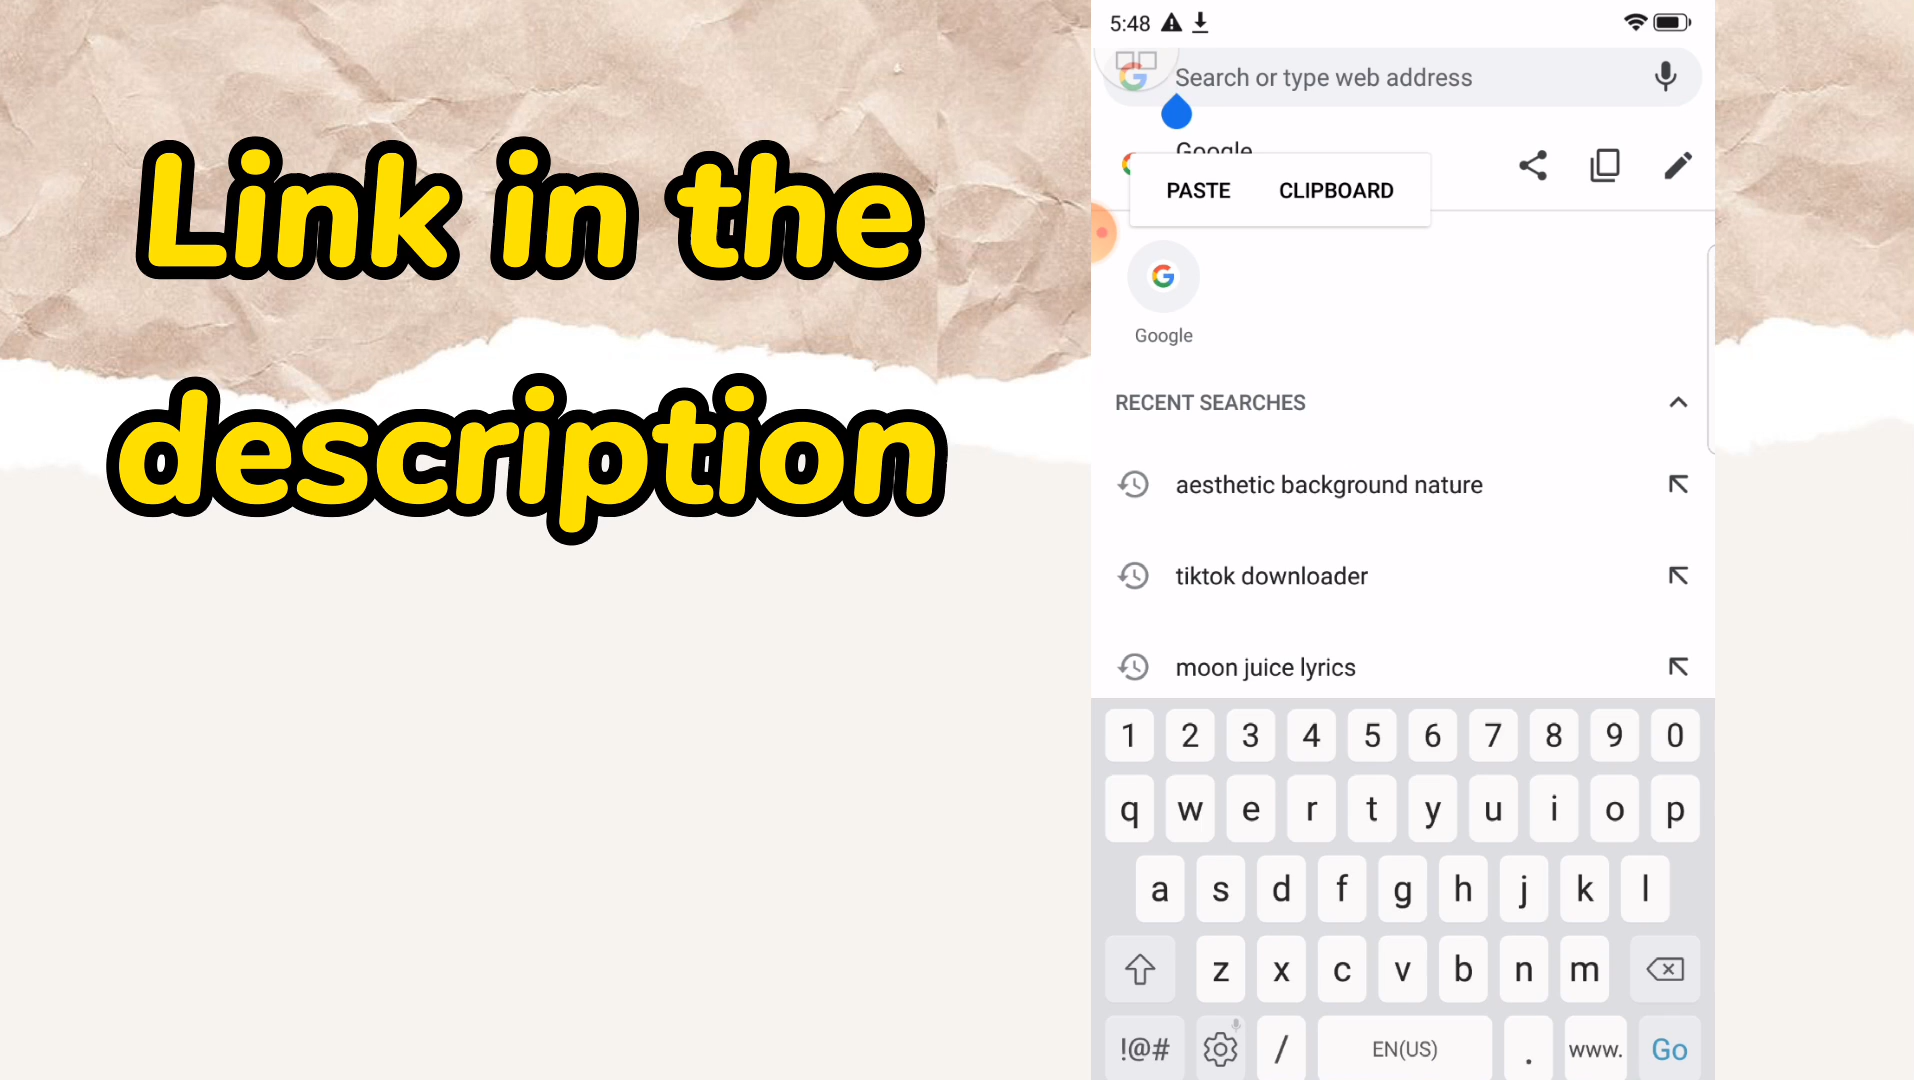 Link in the
description
5:48
Search or type web address
Google
PASTE CLIPBOARD
Google
RECENT SEARCHES
aesthetic background nature
tiktok downloader
moon juice lyrics
1 2 3 4 5 6 7 8 9 0
q w e r t y u i o p
a s d f g h j k l
z x c v b n m
!@# / EN(US) . www. Go